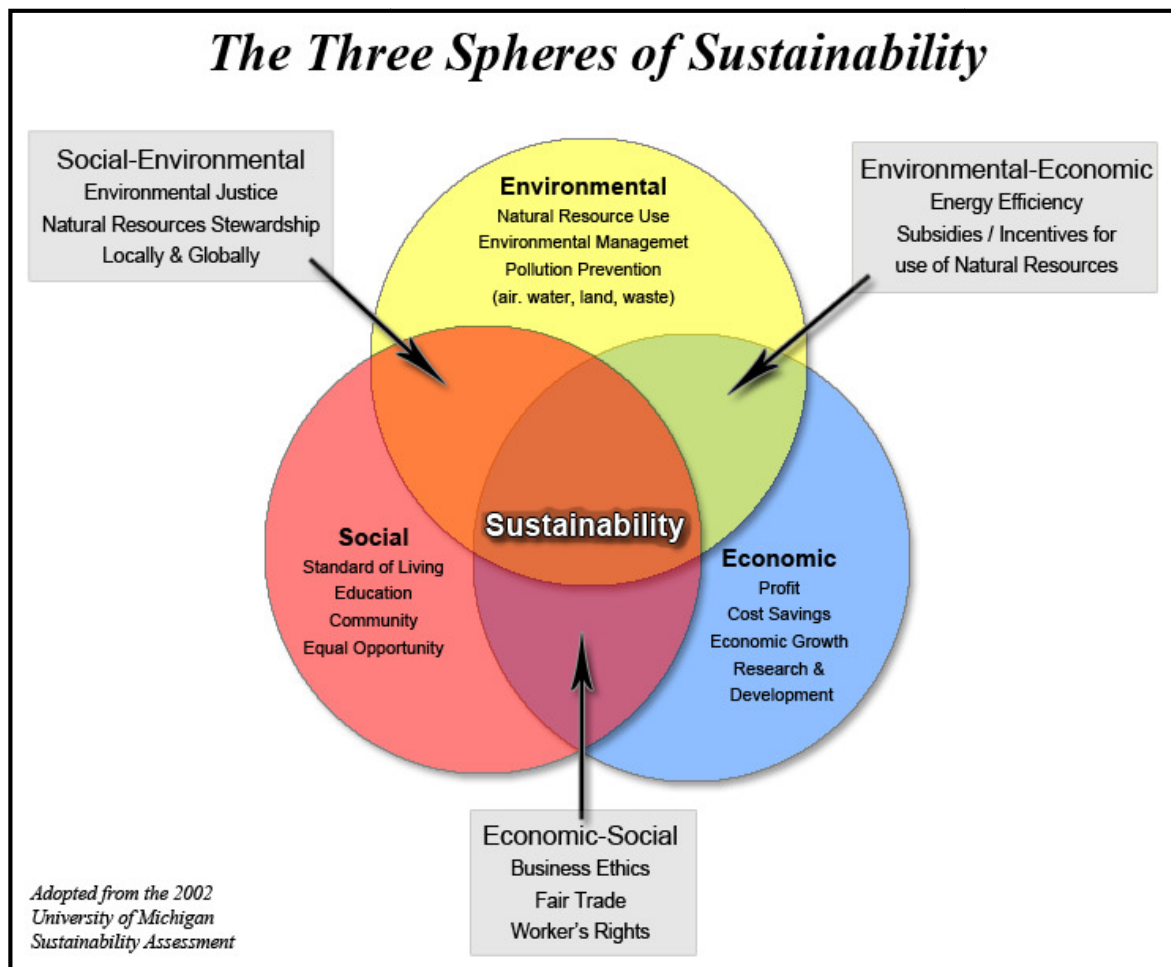 The Three Spheres of Sustainability
Social-Environmental
Environmental Justice
Natural Resources Stewardship
Locally & Globally
Environmental
Natural Resource Use
Environmental Managemet
Pollution Prevention
(air. water, land, waste)
Environmental-Economic
Energy Efficiency
Subsidies / Incentives for
use of Natural Resources
Sustainability
Social
Standard of Living
Education
Community
Equal Opportunity
Economic
Profit
Cost Savings
Economic Growth
Research &
Development
Economic-Social
Business Ethics
Fair Trade
Worker's Rights
Adopted from the 2002
University of Michigan
Sustainability Assessment